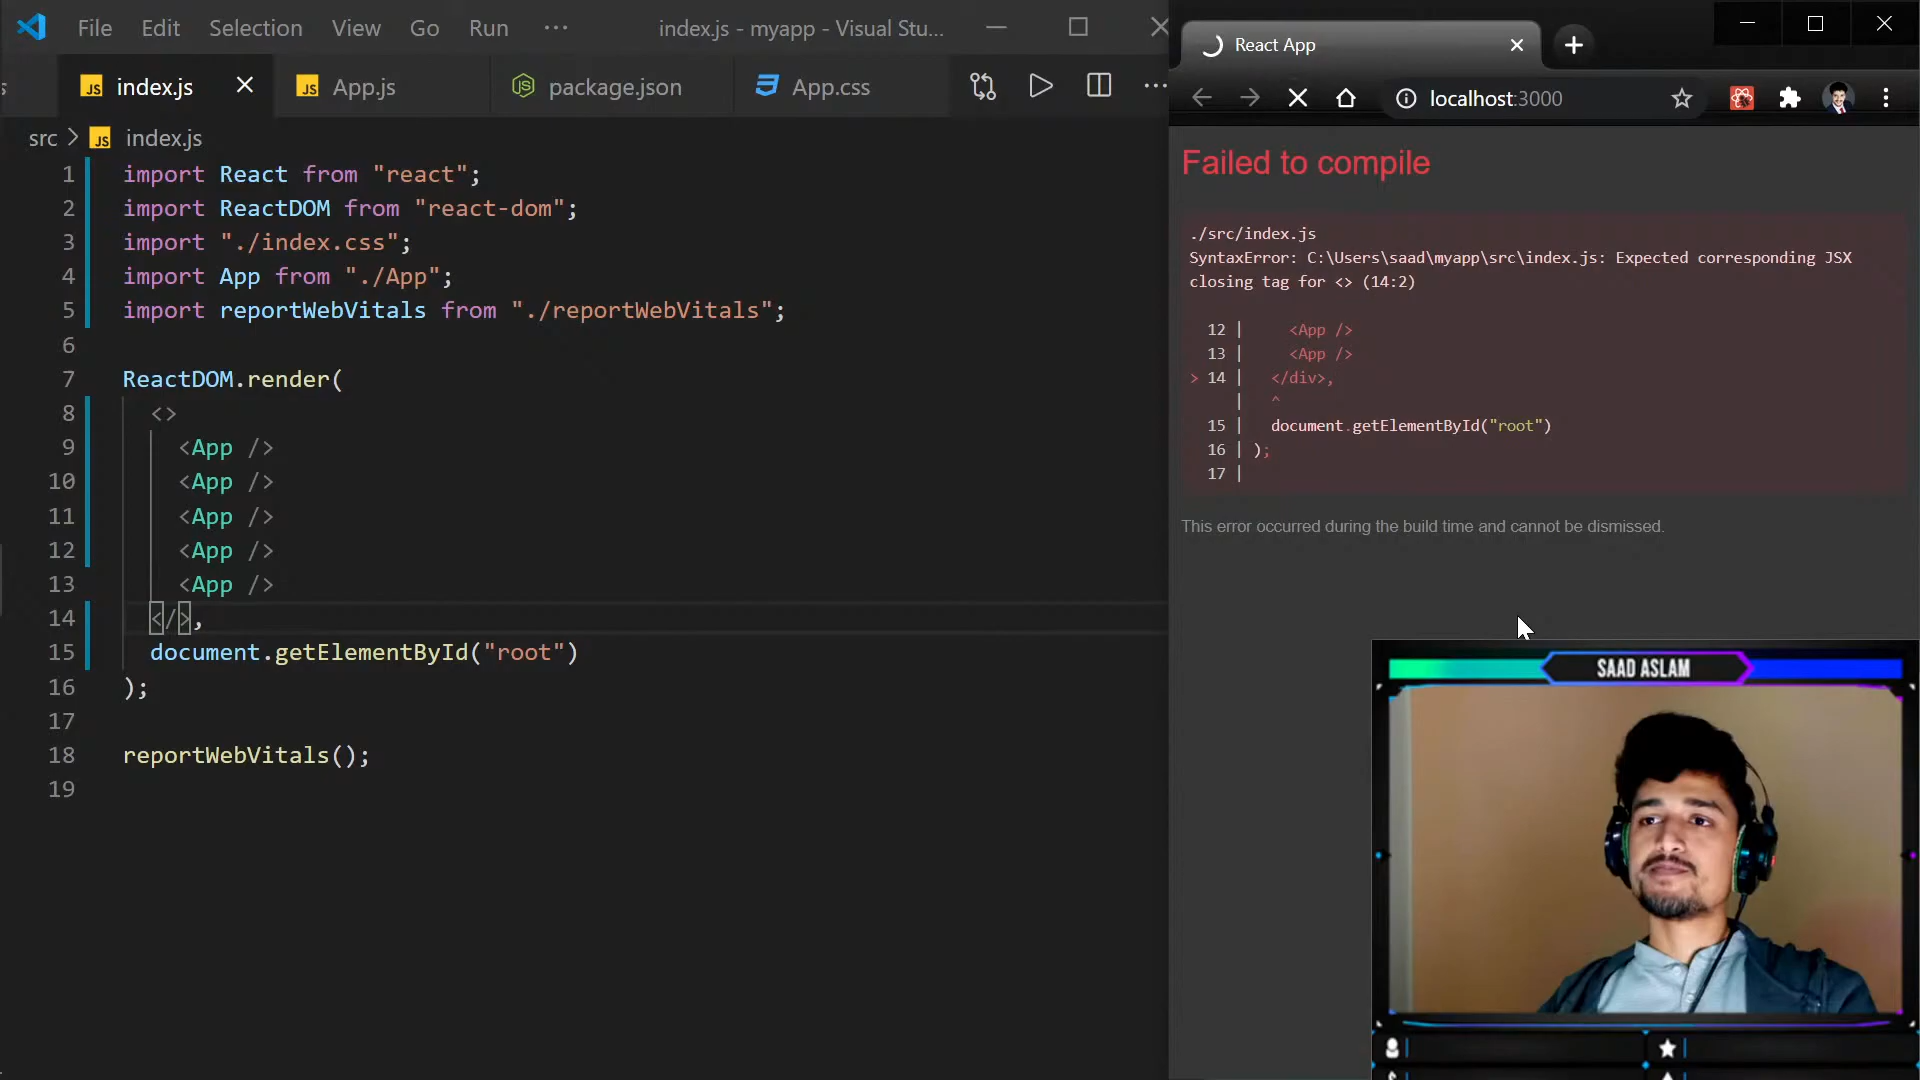 File Edit Selection View Go Run ··· index.js - myapp - Visual Stu...
JS index.js JS App.js JS package.json App.css ···
src > JS index.js
1 import React from "react";
2 import ReactDOM from "react-dom";
3 import "./index.css";
4 import App from "./App";
5 import reportWebVitals from "./reportWebVitals";
6
7 ReactDOM.render(
8 <>
9 <App />
10 <App />
11 <App />
12 <App />
13 <App />
14 </>,
15 document.getElementById("root")
16 );
17
18 reportWebVitals();
19
React App
localhost:3000
Failed to compile
./src/index.js
SyntaxError: C:\Users\saad\myapp\src\index.js: Expected corresponding JSX
closing tag for <> (14:2)
12 | <App />
13 | <App />
> 14 | </div>,
| ^
15 | document.getElementById("root")
16 | );
17 |
This error occurred during the build time and cannot be dismissed.
SAAD ASLAM